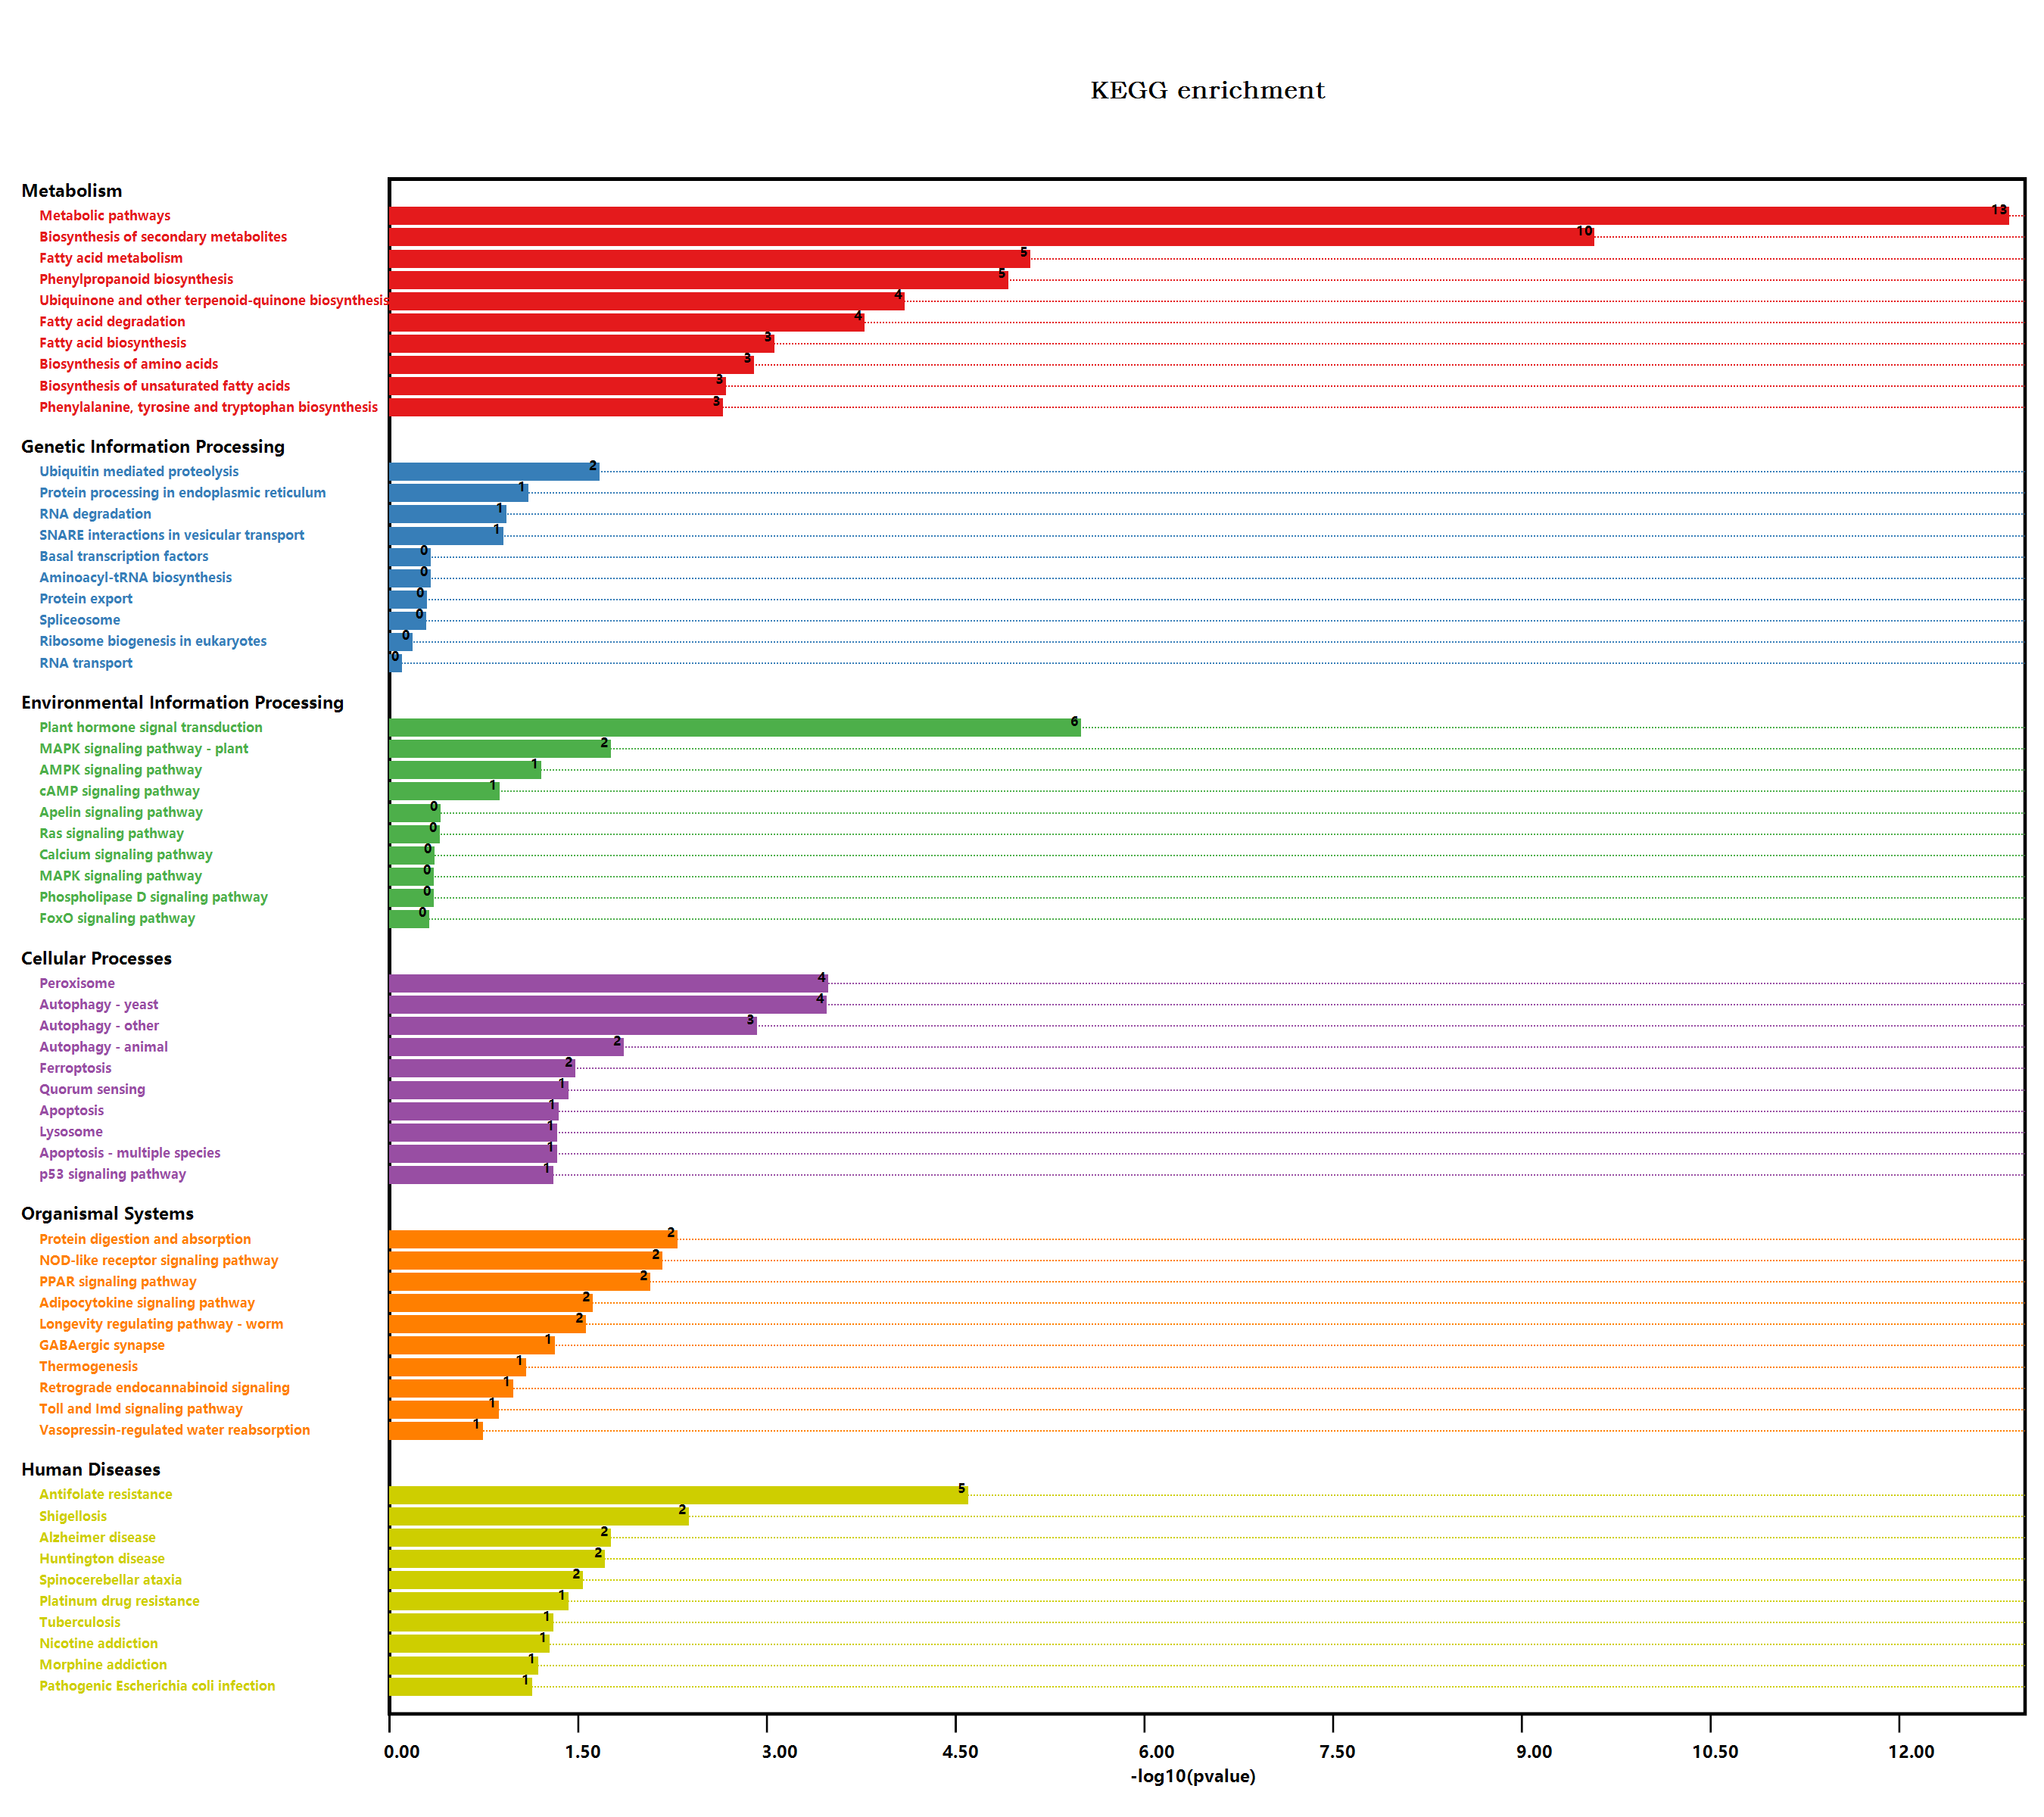 KEGG enrichment
Metabolism
Metabolic pathways 13
Biosynthesis of secondary metabolites 10
Fatty acid metabolism 5
Phenylpropanoid biosynthesis 5
Ubiquinone and other terpenoid-quinone biosynthesis 4
Fatty acid degradation 4
Fatty acid biosynthesis 3
Biosynthesis of amino acids 3
Biosynthesis of unsaturated fatty acids 3
Phenylalanine, tyrosine and tryptophan biosynthesis 3
Genetic Information Processing
Ubiquitin mediated proteolysis 2
Protein processing in endoplasmic reticulum 1
RNA degradation 1
SNARE interactions in vesicular transport 1
Basal transcription factors 0
Aminoacyl-tRNA biosynthesis 0
Protein export 0
Spliceosome 0
Ribosome biogenesis in eukaryotes 0
RNA transport 0
Environmental Information Processing
Plant hormone signal transduction 6
MAPK signaling pathway - plant 2
AMPK signaling pathway 1
cAMP signaling pathway 1
Apelin signaling pathway 0
Ras signaling pathway 0
Calcium signaling pathway 0
MAPK signaling pathway 0
Phospholipase D signaling pathway 0
FoxO signaling pathway 0
Cellular Processes
Peroxisome 4
Autophagy - yeast 4
Autophagy - other 3
Autophagy - animal 2
Ferroptosis 2
Quorum sensing 1
Apoptosis 1
Lysosome 1
Apoptosis - multiple species 1
p53 signaling pathway 1
Organismal Systems
Protein digestion and absorption 2
NOD-like receptor signaling pathway 2
PPAR signaling pathway 2
Adipocytokine signaling pathway 2
Longevity regulating pathway - worm 2
GABAergic synapse 1
Thermogenesis 1
Retrograde endocannabinoid signaling 1
Toll and Imd signaling pathway 1
Vasopressin-regulated water reabsorption 1
Human Diseases
Antifolate resistance 5
Shigellosis 2
Alzheimer disease 2
Huntington disease 2
Spinocerebellar ataxia 2
Platinum drug resistance 1
Tuberculosis 1
Nicotine addiction 1
Morphine addiction 1
Pathogenic Escherichia coli infection 1
0.00 1.50 3.00 4.50 6.00 7.50 9.00 10.50 12.00
-log10(pvalue)